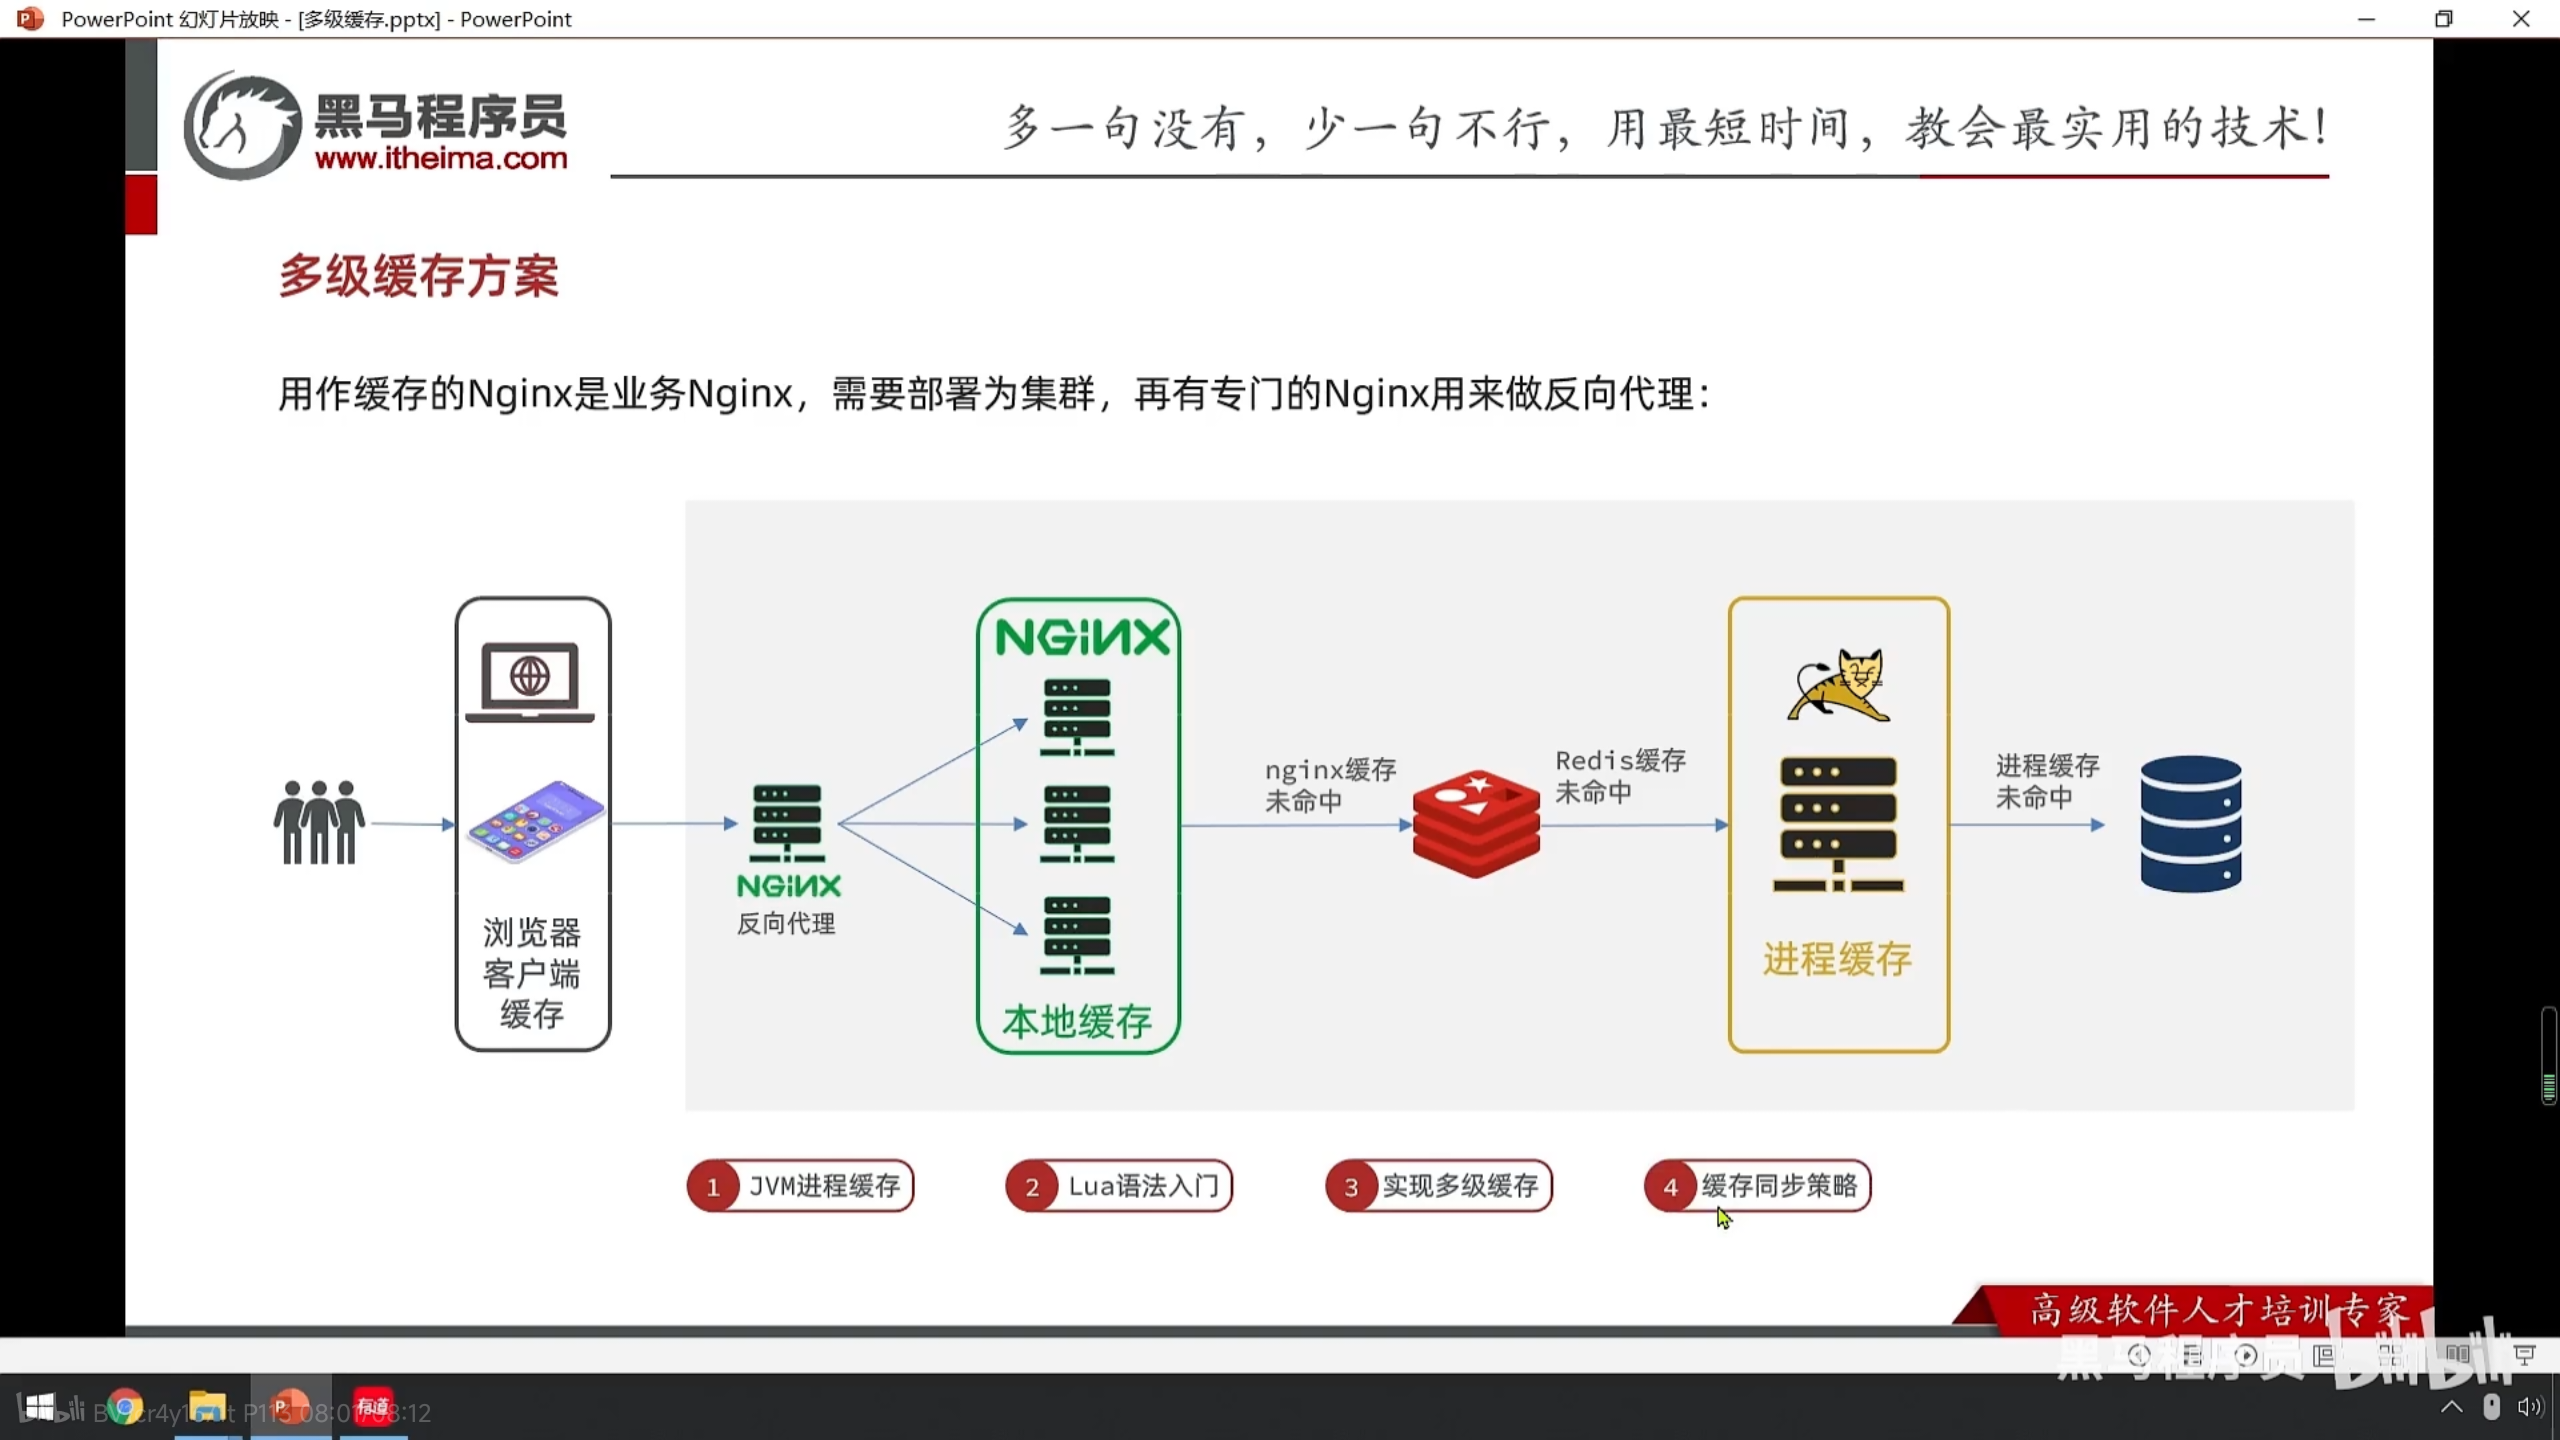 PowerPoint 幻灯片放映 - [多级缓存.pptx] - PowerPoint
黑马程序员
www.itheima.com
多一句没有，少一句不行，用最短时间，教会最实用的技术！
多级缓存方案
用作缓存的Nginx是业务Nginx，需要部署为集群，再有专门的Nginx用来做反向代理：
浏览器
客户端
缓存
NGINX
反向代理
NGINX
本地缓存
nginx缓存
未命中
Redis缓存
未命中
进程缓存
进程缓存
未命中
1 JVM进程缓存
2 Lua语法入门
3 实现多级缓存
4 缓存同步策略
高级软件人才培训专家
黑马程序员 bilibili
有道
bilibili
P113 08:01/08:12